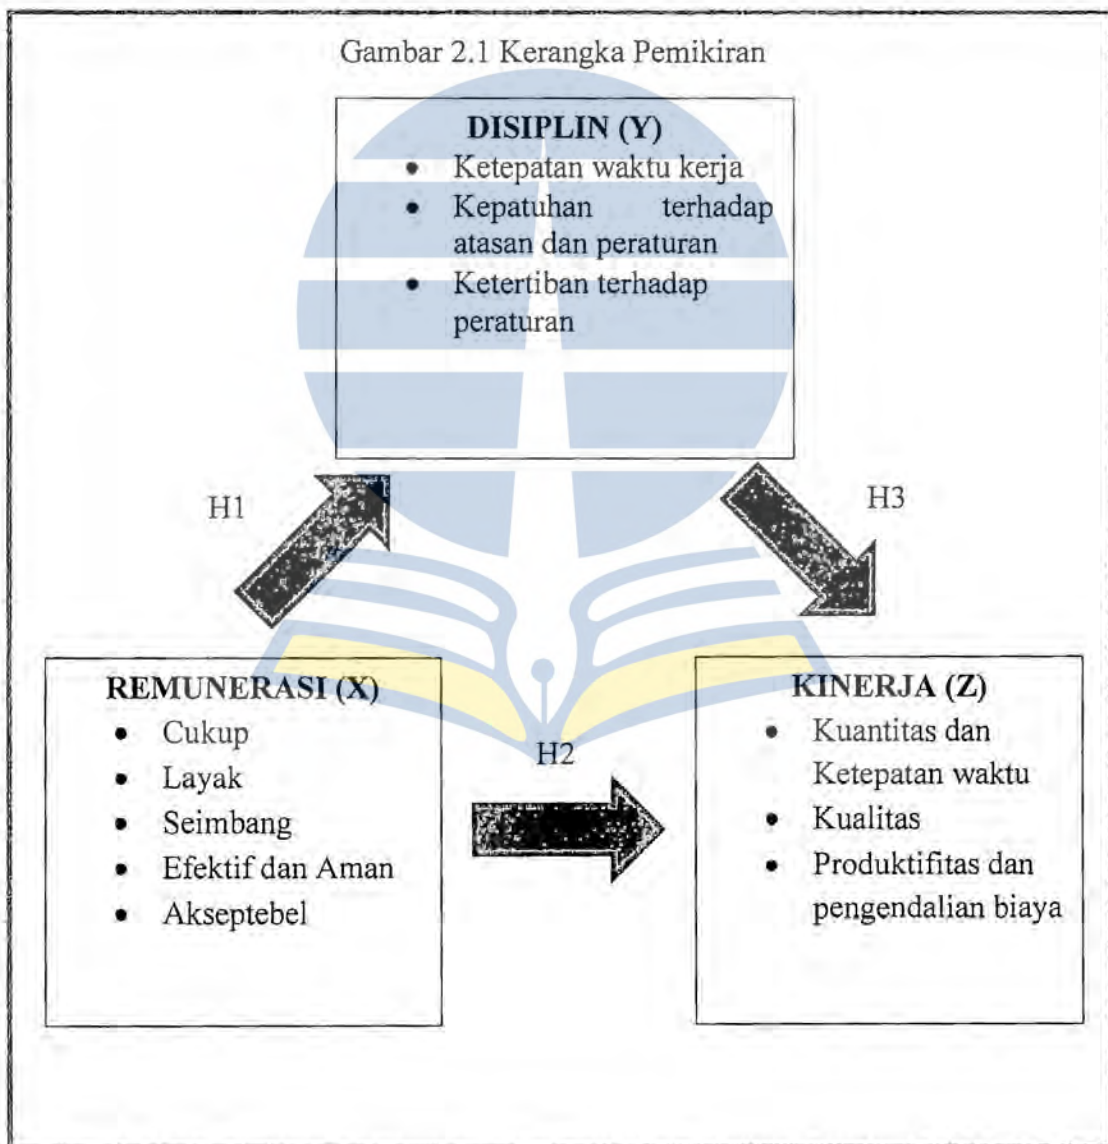 Gambar 2.1 Kerangka Pemikiran
DISIPLIN (Y)
• Ketepatan waktu kerja
• Kepatuhan terhadap
atasan dan peraturan
• Ketertiban terhadap
peraturan
H1
H3
REMUNERASI (X)
• Cukup
• Layak
• Seimbang
• Efektif dan Aman
• Akseptebel
H2
KINERJA (Z)
• Kuantitas dan
Ketepatan waktu
• Kualitas
• Produktifitas dan
pengendalian biaya